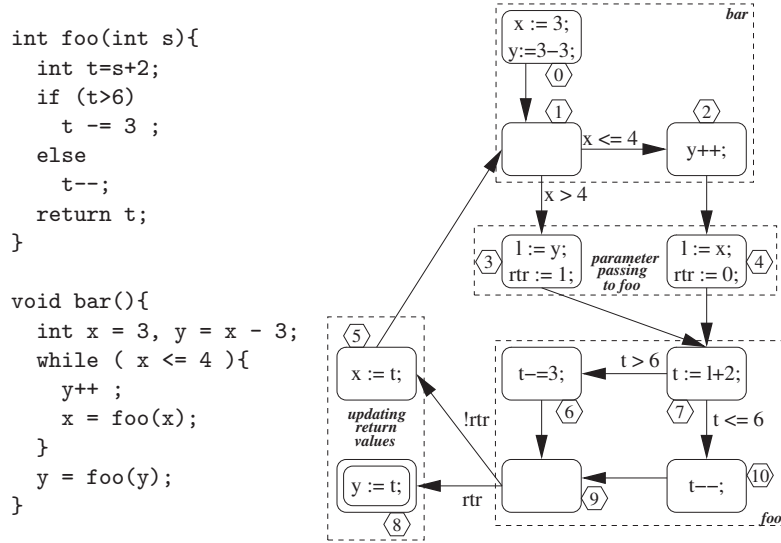 int foo(int s){
int t=s+2;
if (t>6)
t -= 3 ;
else
t--;
return t;
}
void bar(){
int x = 3, y = x - 3;
while ( x <= 4 ){
y++ ;
x = foo(x);
}
y = foo(y);
}
bar
x := 3;
y:=3−3;
0
1
2
x <= 4
y++;
x > 4
3
l := y;
rtr := 1;
parameter
passing
to foo
l := x;
rtr := 0;
4
5
x := t;
updating
return
values
!rtr
t−=3;
t > 6
t := l+2;
6
7
t <= 6
y := t;
8
rtr
9
t−−;
10
foo